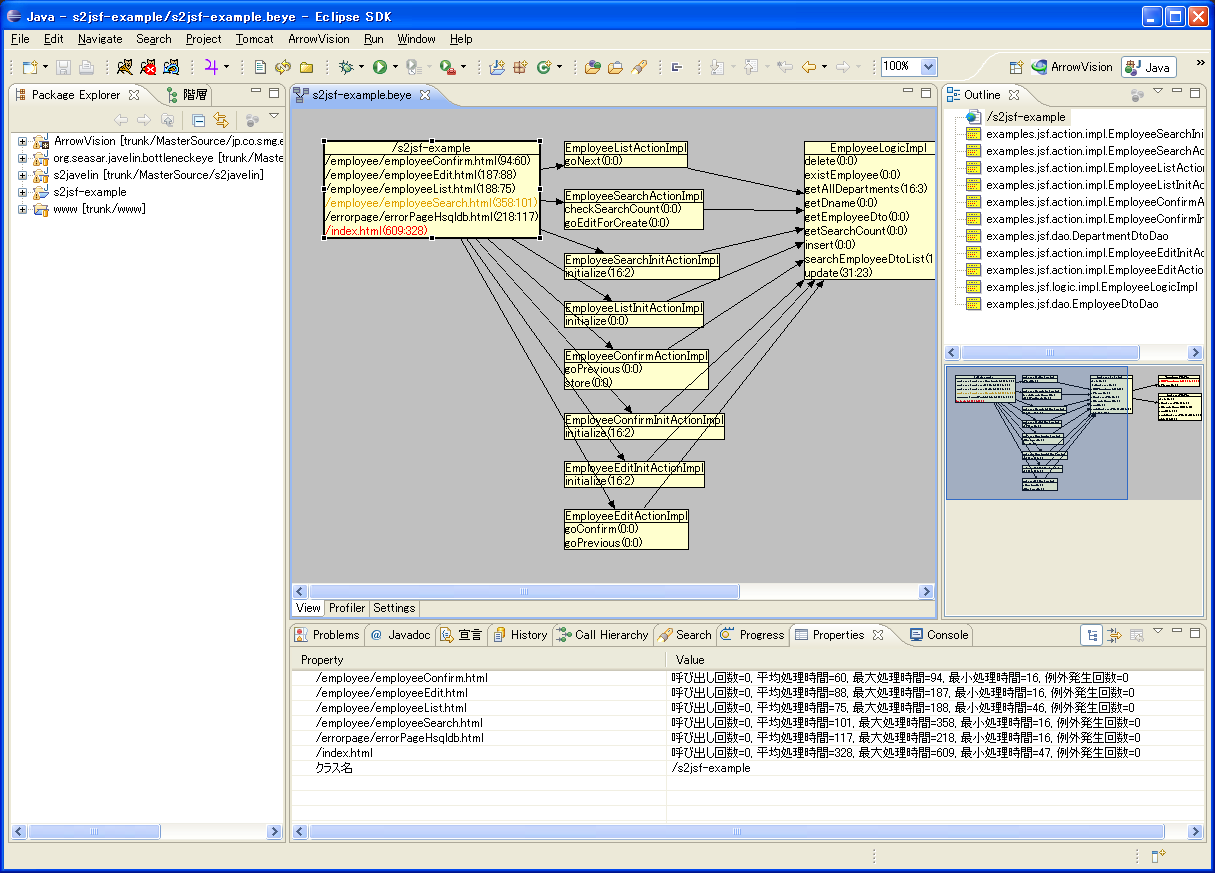 Java - s2jsf-example/s2jsf-example.beye - Eclipse SDK
File Edit Navigate Search Project Tomcat ArrowVision Run Window Help
100%
ArrowVision
Java
Package Explorer
階層
ArrowVision [trunk/MasterSource/jp.co.smg.e
org.seasar.javelin.bottleneckeye [trunk/Maste
s2javelin [trunk/MasterSource/s2javelin]
s2jsf-example
www [trunk/www]
s2jsf-example.beye
/s2jsf-example
/employee/employeeConfirm.html(94:60)
/employee/employeeEdit.html(187:88)
/employee/employeeList.html(188:75)
/employee/employeeSearch.html(358:101)
/errorpage/errorPageHsqldb.html(218:117)
/index.html(609:328)
EmployeeListActionImpl
goNext(0:0)
EmployeeSearchActionImpl
checkSearchCount(0:0)
goEditForCreate(0:0)
EmployeeSearchInitActionImpl
initialize(16:2)
EmployeeListInitActionImpl
initialize(0:0)
EmployeeConfirmActionImpl
goPrevious(0:0)
store(0:0)
EmployeeConfirmInitActionImpl
initialize(16:2)
EmployeeEditInitActionImpl
initialize(16:2)
EmployeeEditActionImpl
goConfirm(0:0)
goPrevious(0:0)
EmployeeLogicImpl
delete(0:0)
existEmployee(0:0)
getAllDepartments(16:3)
getDname(0:0)
getEmployeeDto(0:0)
getSearchCount(0:0)
insert(0:0)
searchEmployeeDtoList(1
update(31:23)
View Profiler Settings
Outline
/s2jsf-example
examples.jsf.action.impl.EmployeeSearchIni
examples.jsf.action.impl.EmployeeSearchAc
examples.jsf.action.impl.EmployeeListAction
examples.jsf.action.impl.EmployeeListInitAc
examples.jsf.action.impl.EmployeeConfirmA
examples.jsf.action.impl.EmployeeConfirmIn
examples.jsf.dao.DepartmentDtoDao
examples.jsf.action.impl.EmployeeEditInitAc
examples.jsf.action.impl.EmployeeEditActio
examples.jsf.logic.impl.EmployeeLogicImpl
examples.jsf.dao.EmployeeDtoDao
Problems Javadoc 宣言 History Call Hierarchy Search Progress Properties Console
Property Value
/employee/employeeConfirm.html 呼び出し回数=0, 平均処理時間=60, 最大処理時間=94, 最小処理時間=16, 例外発生回数=0
/employee/employeeEdit.html 呼び出し回数=0, 平均処理時間=88, 最大処理時間=187, 最小処理時間=16, 例外発生回数=0
/employee/employeeList.html 呼び出し回数=0, 平均処理時間=75, 最大処理時間=188, 最小処理時間=46, 例外発生回数=0
/employee/employeeSearch.html 呼び出し回数=0, 平均処理時間=101, 最大処理時間=358, 最小処理時間=16, 例外発生回数=0
/errorpage/errorPageHsqldb.html 呼び出し回数=0, 平均処理時間=117, 最大処理時間=218, 最小処理時間=16, 例外発生回数=0
/index.html 呼び出し回数=0, 平均処理時間=328, 最大処理時間=609, 最小処理時間=47, 例外発生回数=0
クラス名 /s2jsf-example